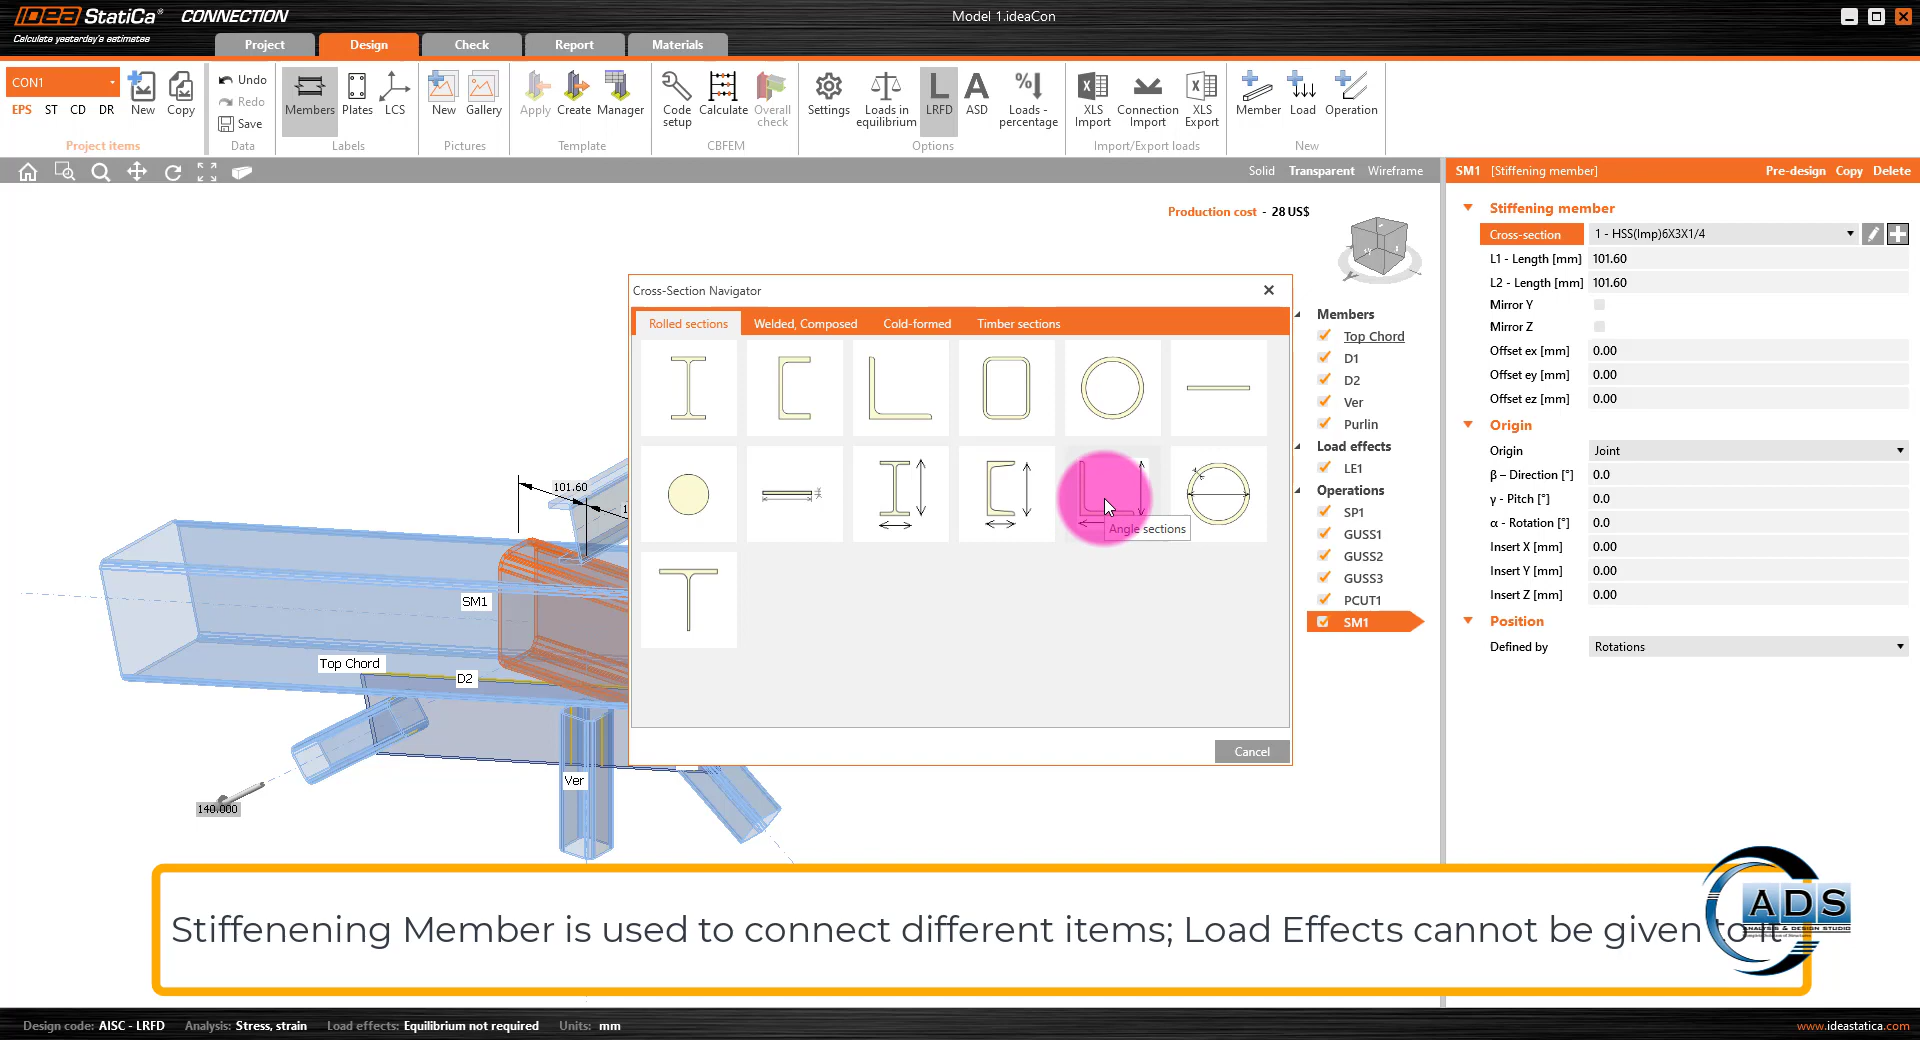 IDEA StatiCa® CONNECTION
Calculate yesterday's estimates
Model 1.ideaCon
Project Design Check Report Materials
CON1
EPS ST CD DR
New Copy
Project items
Undo
Redo
Save
Data
Members Plates LCS
Labels
New Gallery
Pictures
Apply Create Manager
Template
Code setup Calculate Overall check
CBFEM
Settings Loads in equilibrium LRFD ASD Loads - percentage
Options
XLS Import Connection Import XLS Export
Import/Export loads
Member Load Operation
New
Solid Transparent Wireframe
Production cost - 28 US$
SM1 [Stiffening member] Pre-design Copy Delete
Stiffening member
Cross-section 1 - HSS(Imp)6X3X1/4
L1 - Length [mm] 101.60
L2 - Length [mm] 101.60
Mirror Y
Mirror Z
Offset ex [mm] 0.00
Offset ey [mm] 0.00
Offset ez [mm] 0.00
Origin
Origin Joint
β – Direction [°] 0.0
γ - Pitch [°] 0.0
α - Rotation [°] 0.0
Insert X [mm] 0.00
Insert Y [mm] 0.00
Insert Z [mm] 0.00
Position
Defined by Rotations
Cross-Section Navigator
Rolled sections Welded, Composed Cold-formed Timber sections
Angle sections
Cancel
Members
Top Chord
D1
D2
Ver
Purlin
Load effects
LE1
Operations
SP1
GUSS1
GUSS2
GUSS3
PCUT1
SM1
101.60
SM1
Top Chord
D2
Ver
140.000
Stiffenening Member is used to connect different items; Load Effects cannot be given to it
ADS
ANALYSIS & DESIGN STUDIO
Design code: AISC - LRFD Analysis: Stress, strain Load effects: Equilibrium not required Units: mm
www.ideastatica.com